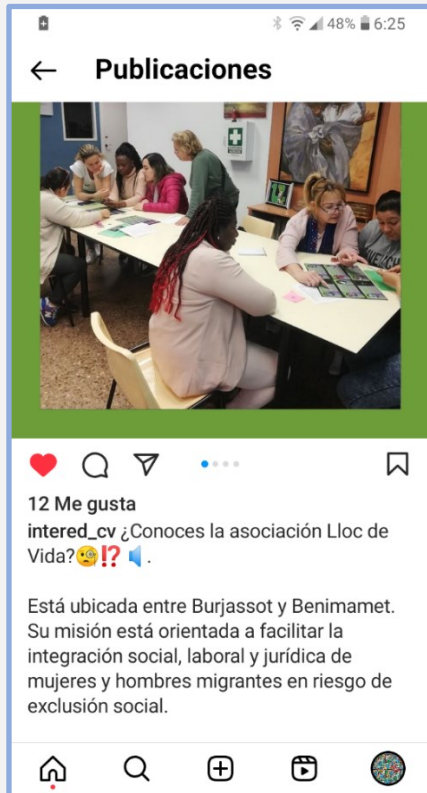 48% 6:25
Publicaciones
12 Me gusta
intered_cv ¿Conoces la asociación Lloc de
Vida?🧐⁉️🔈.
Está ubicada entre Burjassot y Benimamet.
Su misión está orientada a facilitar la
integración social, laboral y jurídica de
mujeres y hombres migrantes en riesgo de
exclusión social.